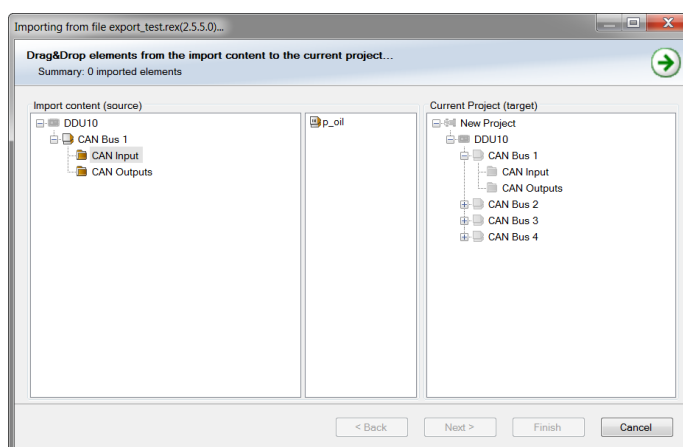 Importing from file export_test.rex(2.5.5.0)...
Drag&Drop elements from the import content to the current project...
Summary: 0 imported elements
Import content (source)
DDU10
CAN Bus 1
CAN Input
CAN Outputs
p_oil
Current Project (target)
New Project
DDU10
CAN Bus 1
CAN Input
CAN Outputs
CAN Bus 2
CAN Bus 3
CAN Bus 4
< Back
Next >
Finish
Cancel